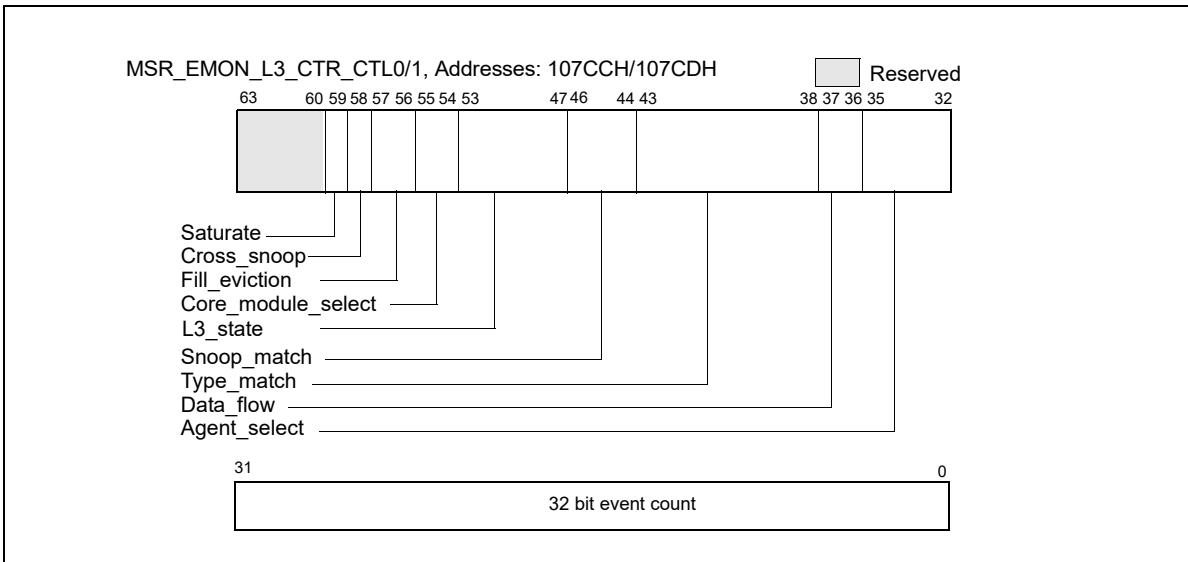 MSR_EMON_L3_CTR_CTL0/1, Addresses: 107CCH/107CDH
Reserved
63 60 59 58 57 56 55 54 53 47 46 44 43 38 37 36 35 32
Saturate
Cross_snoop
Fill_eviction
Core_module_select
L3_state
Snoop_match
Type_match
Data_flow
Agent_select
31 0
32 bit event count